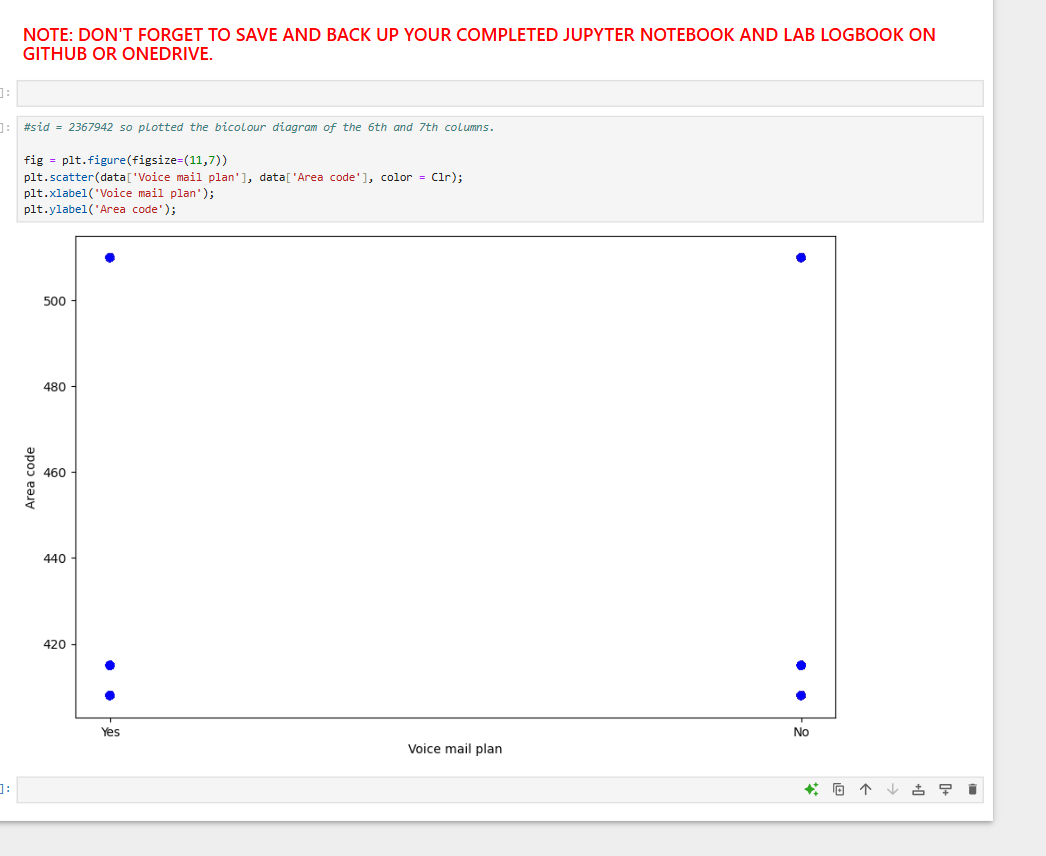 NOTE: DON'T FORGET TO SAVE AND BACK UP YOUR COMPLETED JUPYTER NOTEBOOK AND LAB LOGBOOK ON
GITHUB OR ONEDRIVE.
]:
]:
#sid = 2367942 so plotted the bicolour diagram of the 6th and 7th columns.
fig = plt.figure(figsize=(11,7))
plt.scatter(data['Voice mail plan'], data['Area code'], color = Clr);
plt.xlabel('Voice mail plan');
plt.ylabel('Area code');
500
480
460
440
420
Area code
Yes
No
Voice mail plan
]: